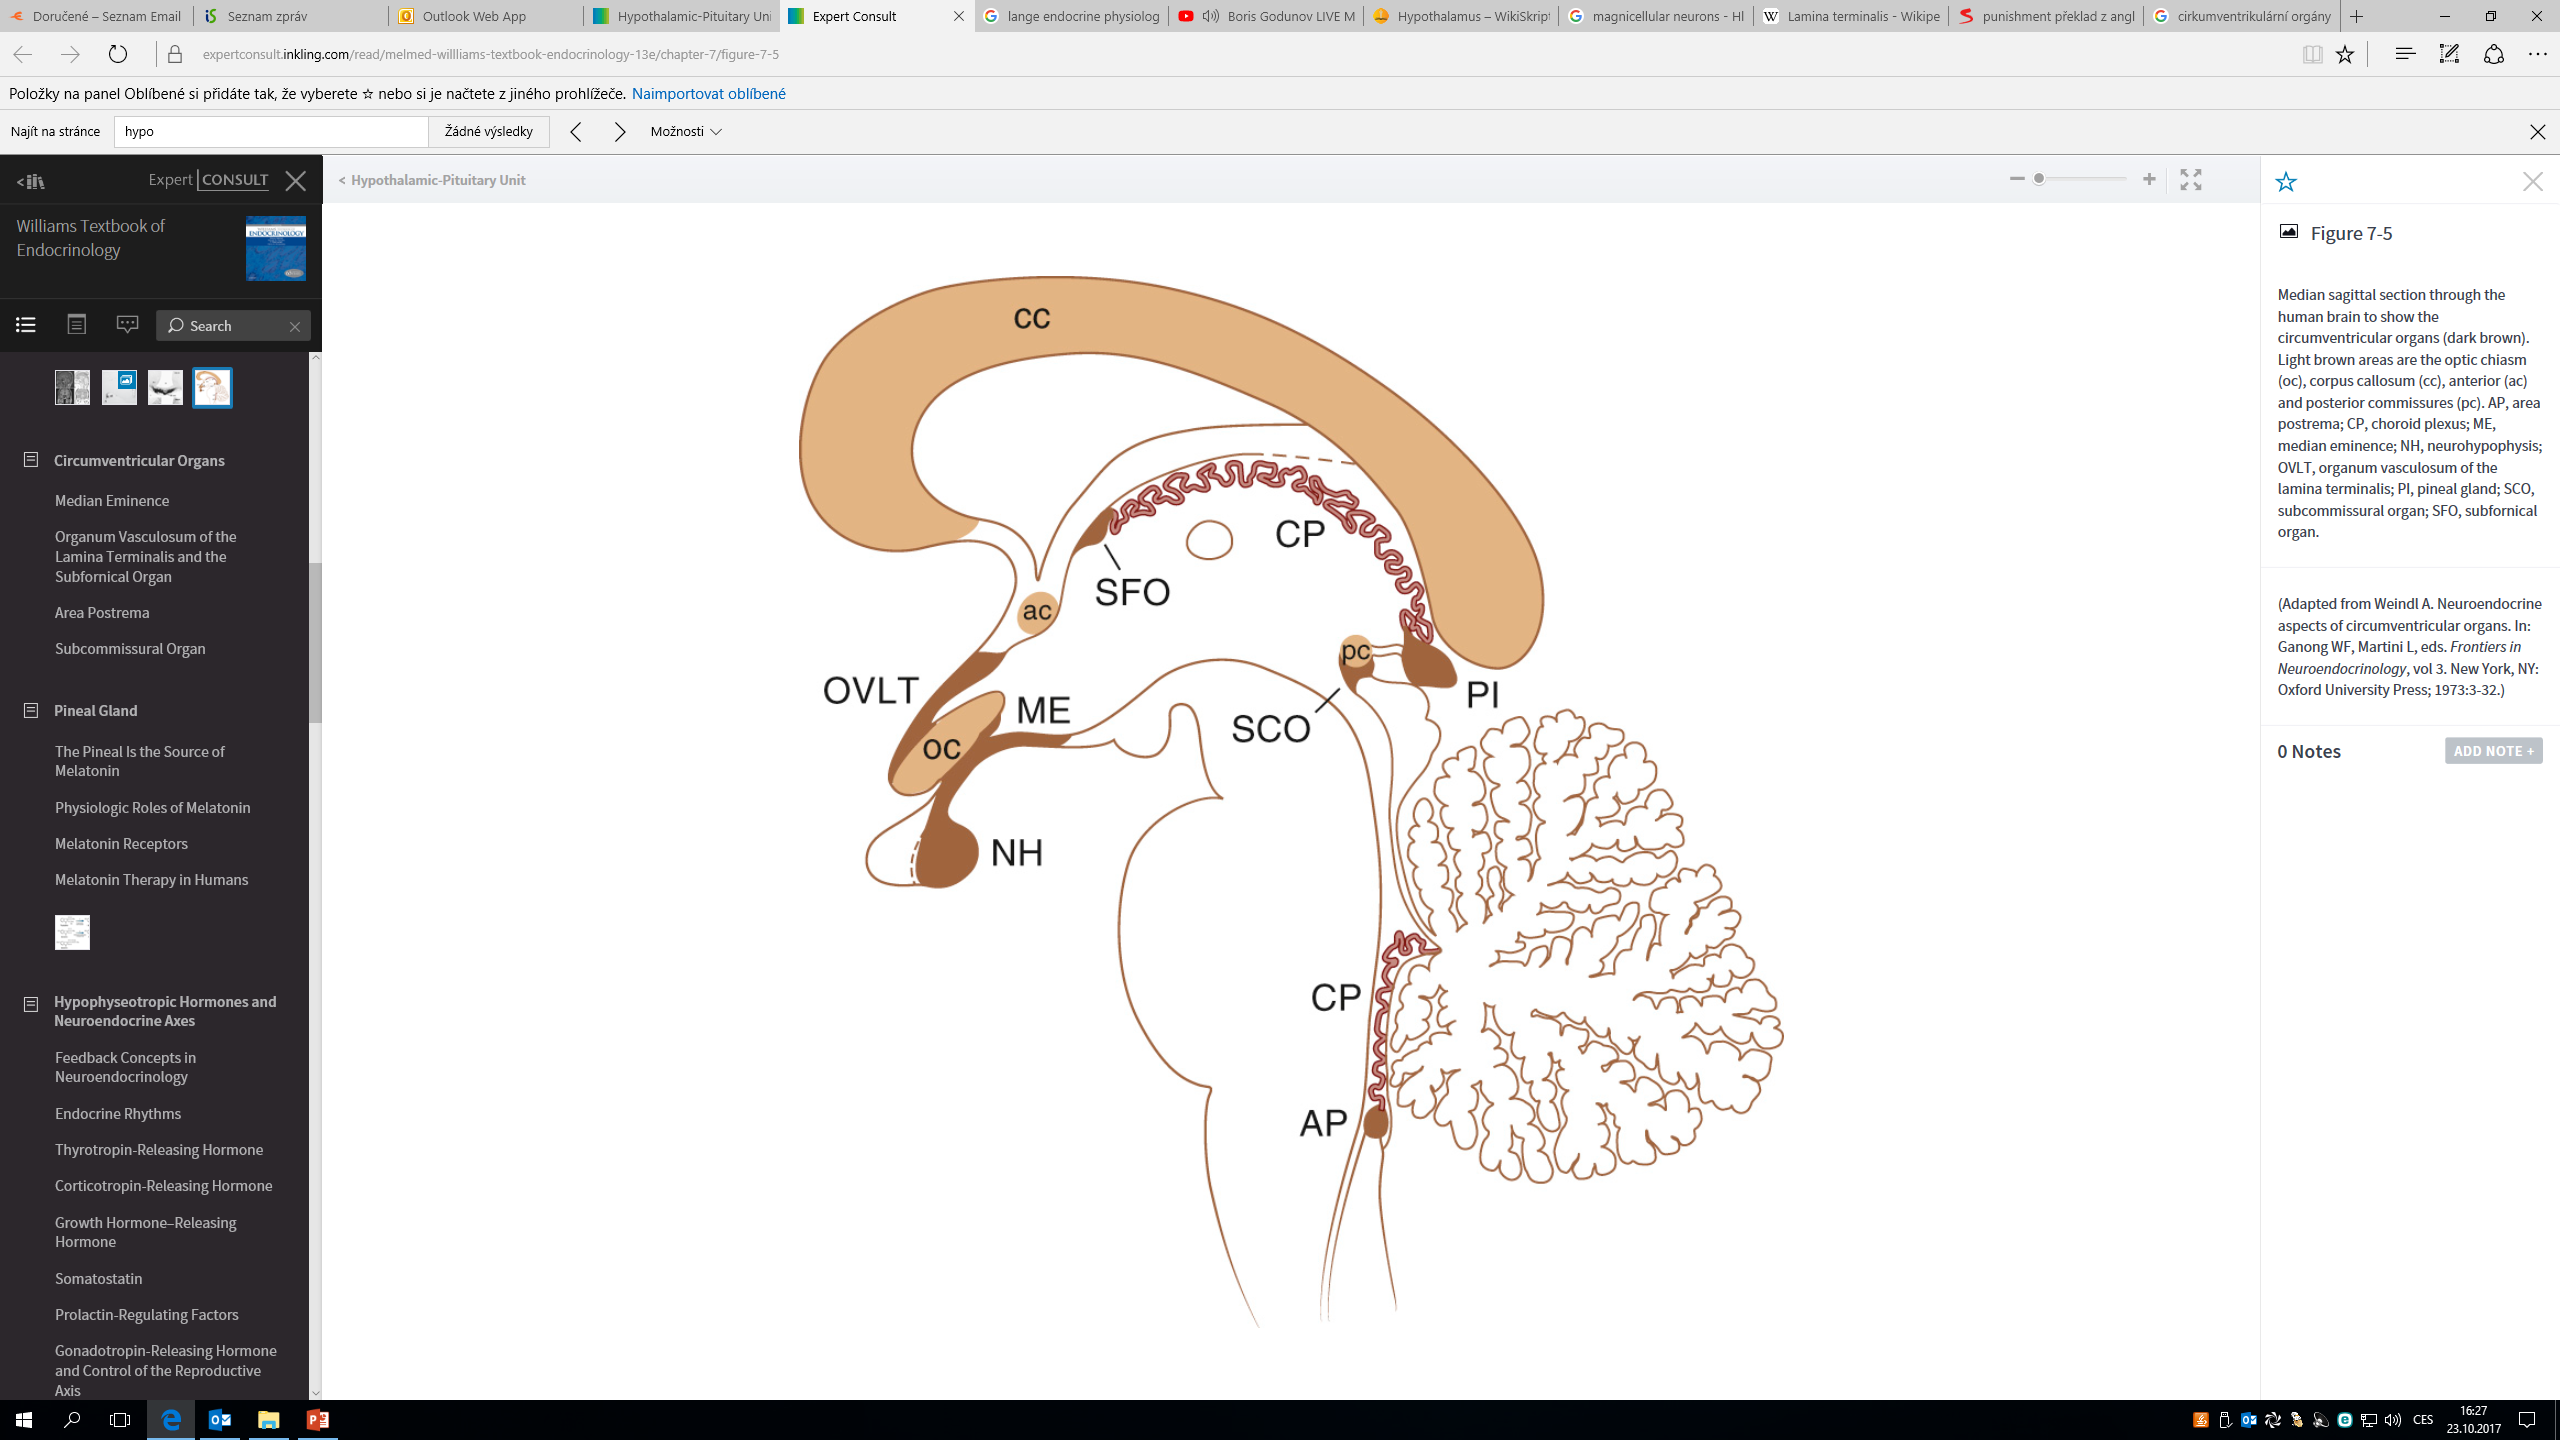 Doručené – Seznam Email
Seznam zpráv
Outlook Web App
Hypothalamic-Pituitary Uni
Expert Consult
lange endocrine physiolog
Boris Godunov LIVE M
Hypothalamus – WikiSkript
magnicellular neurons - Hl
Lamina terminalis - Wikipe
punishment překlad z angl
cirkumventrikulární orgány
expertconsult.inkling.com/read/melmed-willliams-textbook-endocrinology-13e/chapter-7/figure-7-5
Položky na panel Oblíbené si přidáte tak, že vyberete ☆ nebo si je načtete z jiného prohlížeče. Naimportovat oblíbené
Najít na stránce hypo Žádné výsledky Možnosti
Expert CONSULT
Williams Textbook of
Endocrinology
ENDOCRINOLOGY
Search
Circumventricular Organs
Median Eminence
Organum Vasculosum of the
Lamina Terminalis and the
Subfornical Organ
Area Postrema
Subcommissural Organ
Pineal Gland
The Pineal Is the Source of
Melatonin
Physiologic Roles of Melatonin
Melatonin Receptors
Melatonin Therapy in Humans
Hypophyseotropic Hormones and
Neuroendocrine Axes
Feedback Concepts in
Neuroendocrinology
Endocrine Rhythms
Thyrotropin-Releasing Hormone
Corticotropin-Releasing Hormone
Growth Hormone–Releasing
Hormone
Somatostatin
Prolactin-Regulating Factors
Gonadotropin-Releasing Hormone
and Control of the Reproductive
Axis
< Hypothalamic-Pituitary Unit
cc
CP
SFO
ac
pc
OVLT
ME
PI
SCO
oc
NH
CP
AP
Figure 7-5
Median sagittal section through the
human brain to show the
circumventricular organs (dark brown).
Light brown areas are the optic chiasm
(oc), corpus callosum (cc), anterior (ac)
and posterior commissures (pc). AP, area
postrema; CP, choroid plexus; ME,
median eminence; NH, neurohypophysis;
OVLT, organum vasculosum of the
lamina terminalis; PI, pineal gland; SCO,
subcommissural organ; SFO, subfornical
organ.
(Adapted from Weindl A. Neuroendocrine
aspects of circumventricular organs. In:
Ganong WF, Martini L, eds. Frontiers in
Neuroendocrinology, vol 3. New York, NY:
Oxford University Press; 1973:3-32.)
0 Notes ADD NOTE +
CES
16:27
23.10.2017